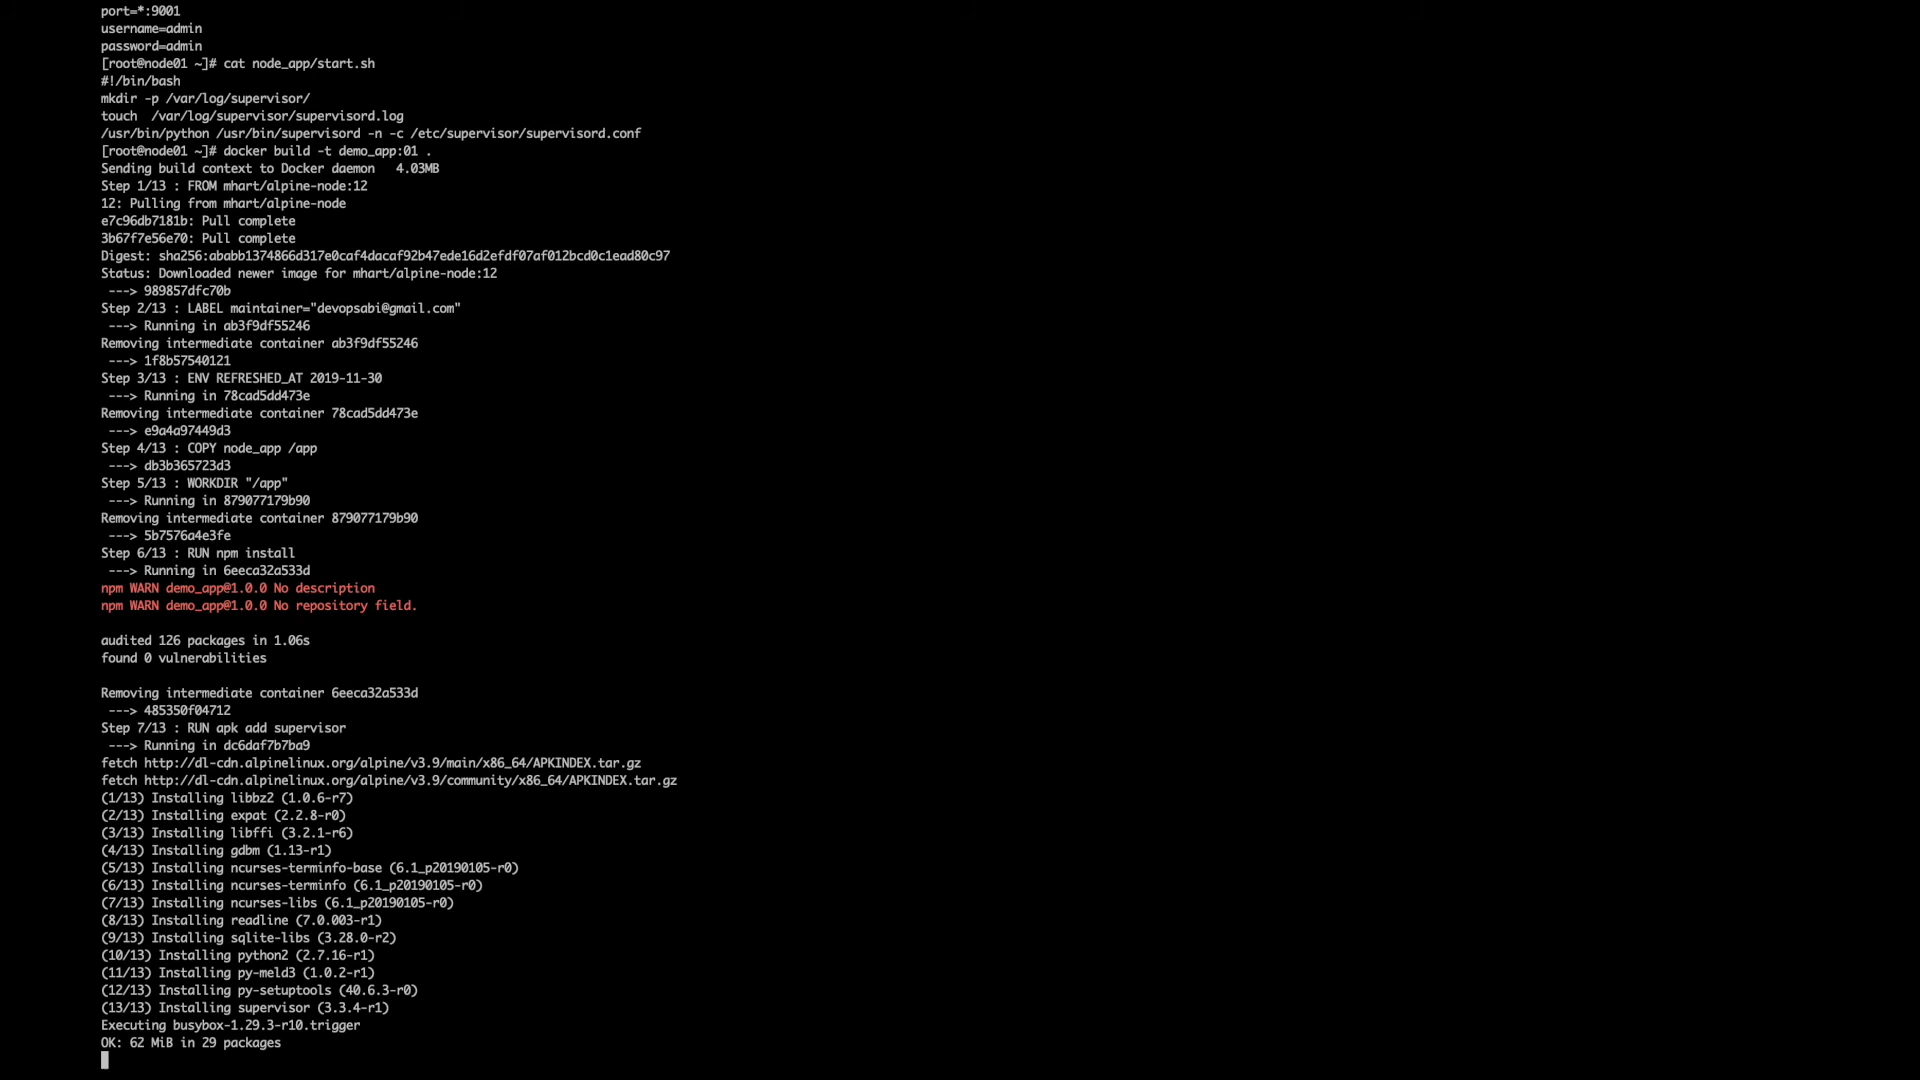 port=*:9001
username=admin
password=admin
[root@node01 ~]# cat node_app/start.sh
#!/bin/bash
mkdir -p /var/log/supervisor/
touch  /var/log/supervisor/supervisord.log
/usr/bin/python /usr/bin/supervisord -n -c /etc/supervisor/supervisord.conf
[root@node01 ~]# docker build -t demo_app:01 .
Sending build context to Docker daemon   4.03MB
Step 1/13 : FROM mhart/alpine-node:12
12: Pulling from mhart/alpine-node
e7c96db7181b: Pull complete
3b67f7e56e70: Pull complete
Digest: sha256:ababb1374866d317e0caf4dacaf92b47ede16d2efdf07af012bcd0c1ead80c97
Status: Downloaded newer image for mhart/alpine-node:12
 ---> 989857dfc70b
Step 2/13 : LABEL maintainer="devopsabi@gmail.com"
 ---> Running in ab3f9df55246
Removing intermediate container ab3f9df55246
 ---> 1f8b57540121
Step 3/13 : ENV REFRESHED_AT 2019-11-30
 ---> Running in 78cad5dd473e
Removing intermediate container 78cad5dd473e
 ---> e9a4a97449d3
Step 4/13 : COPY node_app /app
 ---> db3b365723d3
Step 5/13 : WORKDIR "/app"
 ---> Running in 879077179b90
Removing intermediate container 879077179b90
 ---> 5b7576a4e3fe
Step 6/13 : RUN npm install
 ---> Running in 6eeca32a533d
npm WARN demo_app@1.0.0 No description
npm WARN demo_app@1.0.0 No repository field.
audited 126 packages in 1.06s
found 0 vulnerabilities
Removing intermediate container 6eeca32a533d
 ---> 485350f04712
Step 7/13 : RUN apk add supervisor
 ---> Running in dc6daf7b7ba9
fetch http://dl-cdn.alpinelinux.org/alpine/v3.9/main/x86_64/APKINDEX.tar.gz
fetch http://dl-cdn.alpinelinux.org/alpine/v3.9/community/x86_64/APKINDEX.tar.gz
(1/13) Installing libbz2 (1.0.6-r7)
(2/13) Installing expat (2.2.8-r0)
(3/13) Installing libffi (3.2.1-r6)
(4/13) Installing gdbm (1.13-r1)
(5/13) Installing ncurses-terminfo-base (6.1_p20190105-r0)
(6/13) Installing ncurses-terminfo (6.1_p20190105-r0)
(7/13) Installing ncurses-libs (6.1_p20190105-r0)
(8/13) Installing readline (7.0.003-r1)
(9/13) Installing sqlite-libs (3.28.0-r2)
(10/13) Installing python2 (2.7.16-r1)
(11/13) Installing py-meld3 (1.0.2-r1)
(12/13) Installing py-setuptools (40.6.3-r0)
(13/13) Installing supervisor (3.3.4-r1)
Executing busybox-1.29.3-r10.trigger
OK: 62 MiB in 29 packages